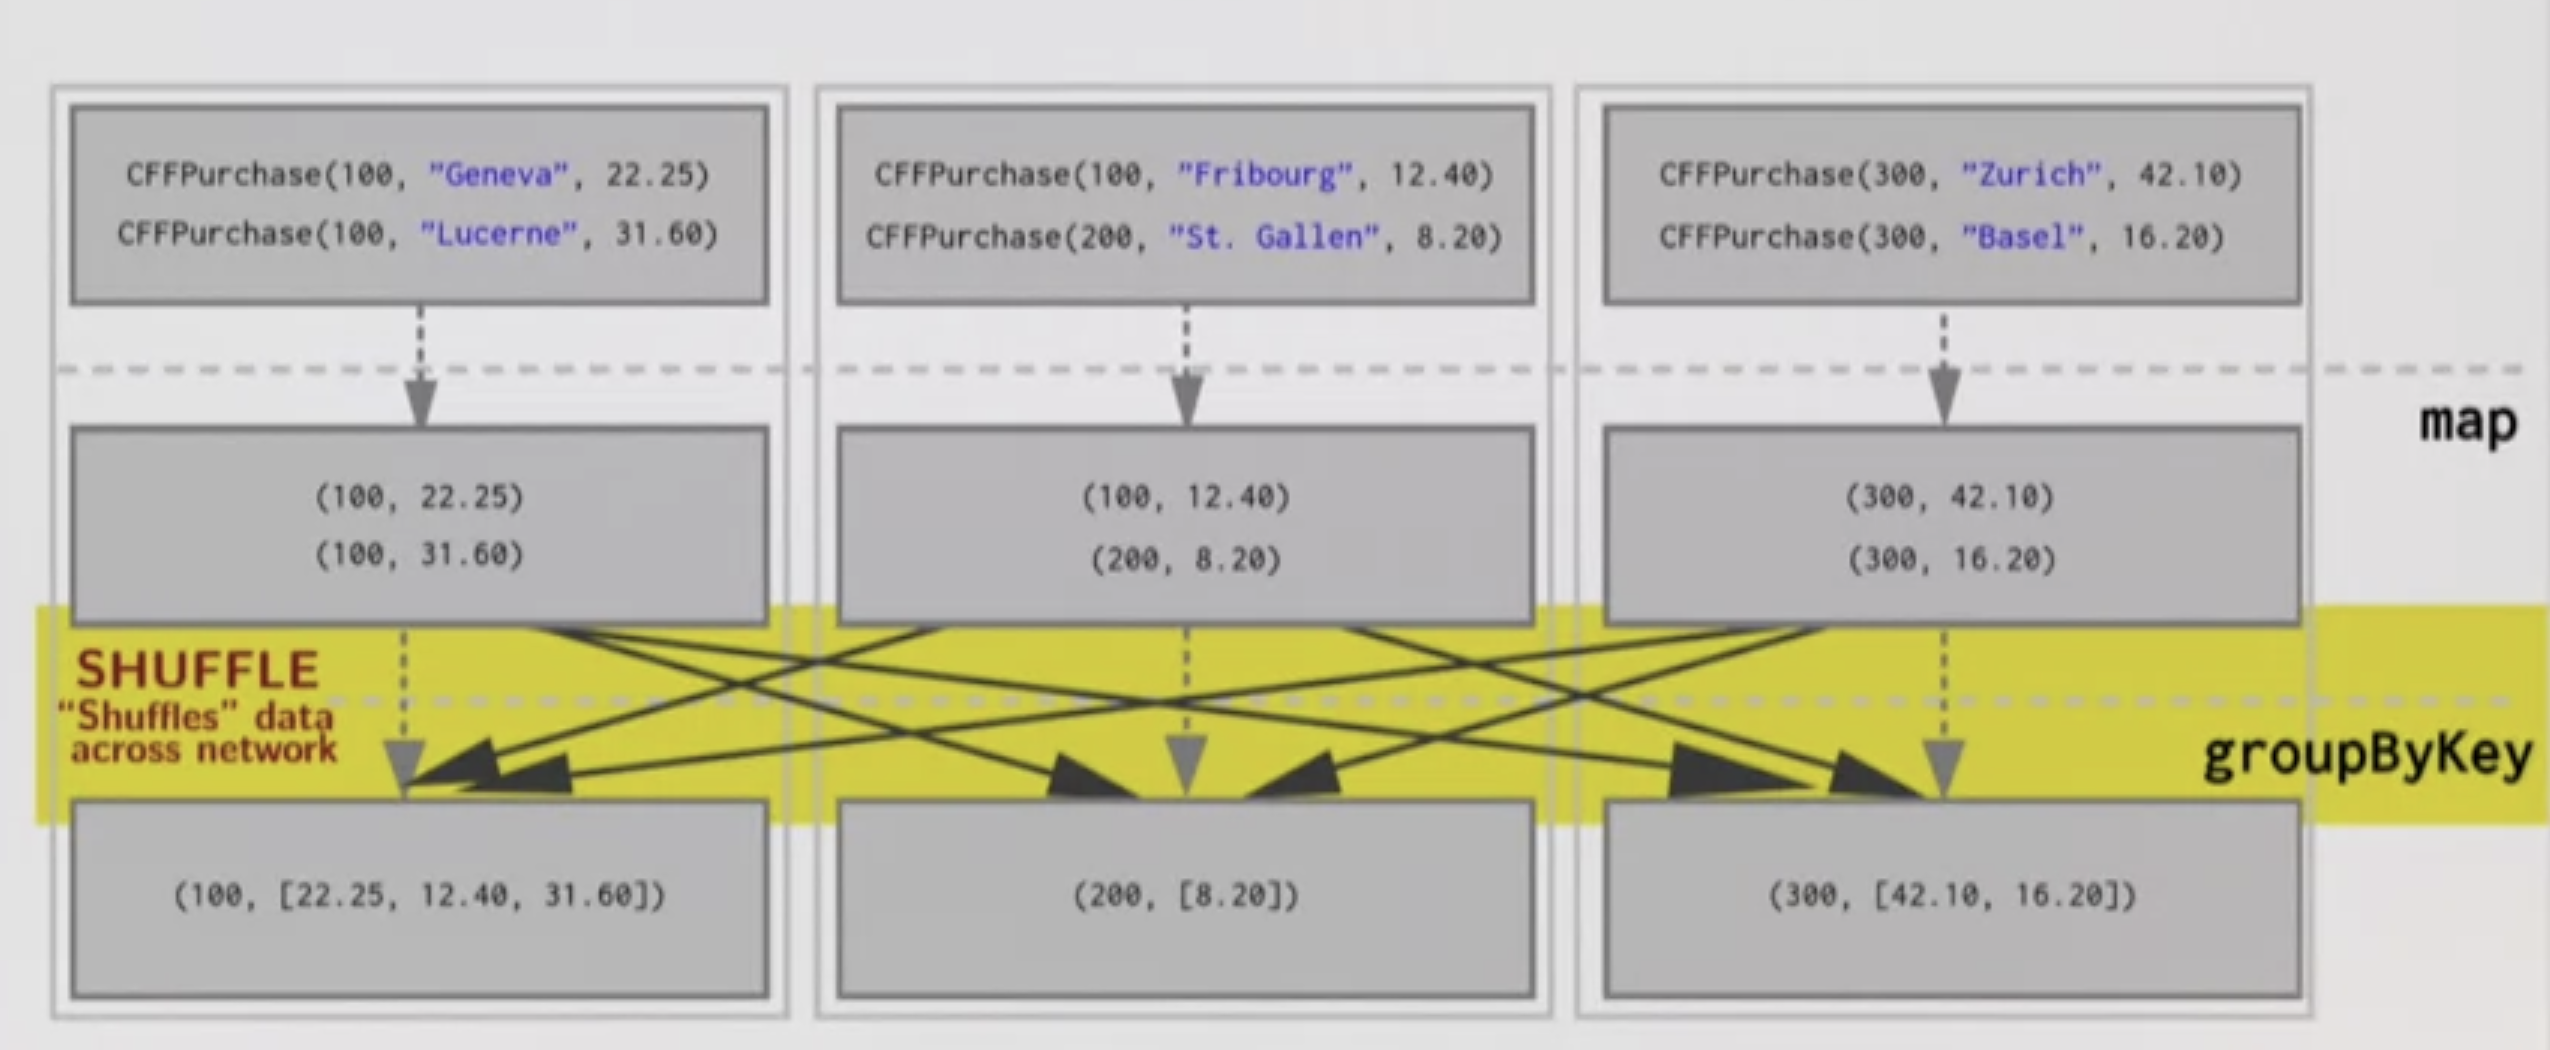 CFFPurchase(100, "Geneva", 22.25)
CFFPurchase(100, "Lucerne", 31.60)
CFFPurchase(100, "Fribourg", 12.40)
CFFPurchase(200, "St. Gallen", 8.20)
CFFPurchase(300, "Zurich", 42.10)
CFFPurchase(300, "Basel", 16.20)
map
(100, 22.25)
(100, 31.60)
(100, 12.40)
(200, 8.20)
(300, 42.10)
(300, 16.20)
SHUFFLE
“Shuffles” data
across network
groupByKey
(100, [22.25, 12.40, 31.60])
(200, [8.20])
(300, [42.10, 16.20])